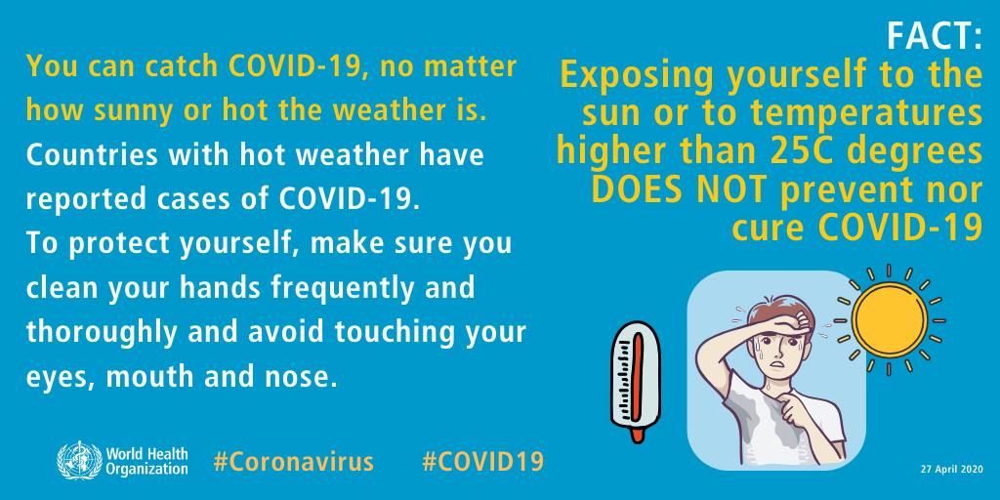 You can catch COVID-19, no matter
how sunny or hot the weather is.
Countries with hot weather have
reported cases of COVID-19.
To protect yourself, make sure you
clean your hands frequently and
thoroughly and avoid touching your
eyes, mouth and nose.
FACT:
Exposing yourself to the
sun or to temperatures
higher than 25C degrees
DOES NOT prevent nor
cure COVID-19
World Health
Organization
#Coronavirus
#COVID19
27 April 2020